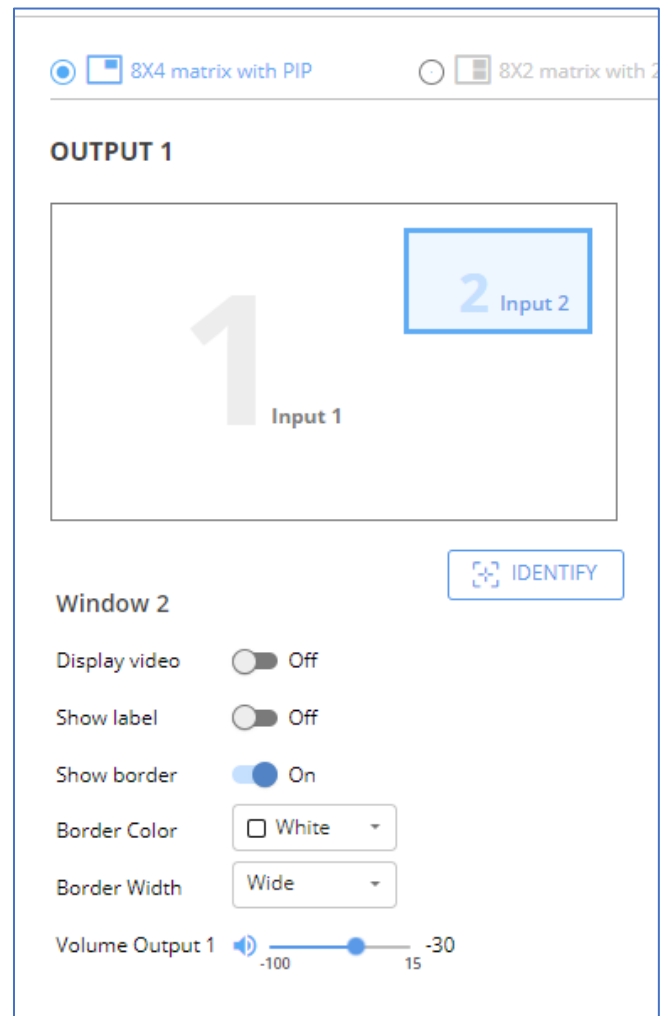 8X4 matrix with PIP 8X2 matrix with 2
OUTPUT 1
2 Input 2
1 Input 1
IDENTIFY
Window 2
Display video Off
Show label Off
Show border On
Border Color White
Border Width Wide
Volume Output 1 -30
-100 15